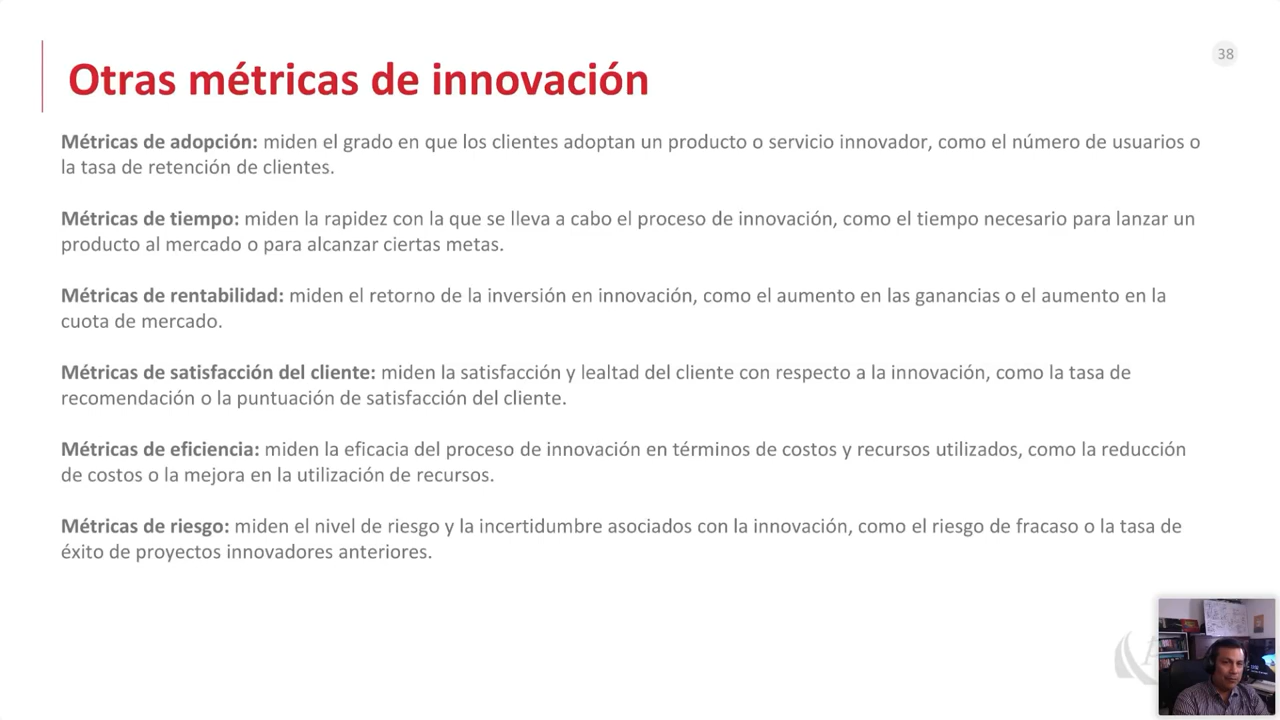 38
Otras métricas de innovación
Métricas de adopción: miden el grado en que los clientes adoptan un producto o servicio innovador, como el número de usuarios o
la tasa de retención de clientes.
Métricas de tiempo: miden la rapidez con la que se lleva a cabo el proceso de innovación, como el tiempo necesario para lanzar un
producto al mercado o para alcanzar ciertas metas.
Métricas de rentabilidad: miden el retorno de la inversión en innovación, como el aumento en las ganancias o el aumento en la
cuota de mercado.
Métricas de satisfacción del cliente: miden la satisfacción y lealtad del cliente con respecto a la innovación, como la tasa de
recomendación o la puntuación de satisfacción del cliente.
Métricas de eficiencia: miden la eficacia del proceso de innovación en términos de costos y recursos utilizados, como la reducción
de costos o la mejora en la utilización de recursos.
Métricas de riesgo: miden el nivel de riesgo y la incertidumbre asociados con la innovación, como el riesgo de fracaso o la tasa de
éxito de proyectos innovadores anteriores.